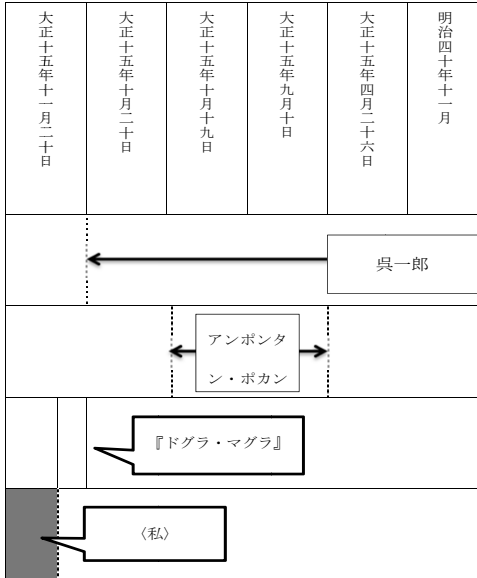 明治四十年十一月
大正十五年四月二十六日
大正十五年九月十日
大正十五年十月十九日
大正十五年十月二十日
大正十五年十一月二十日
呉一郎
アンポンタ
ン・ポカン
『ドグラ・マグラ』
〈私〉